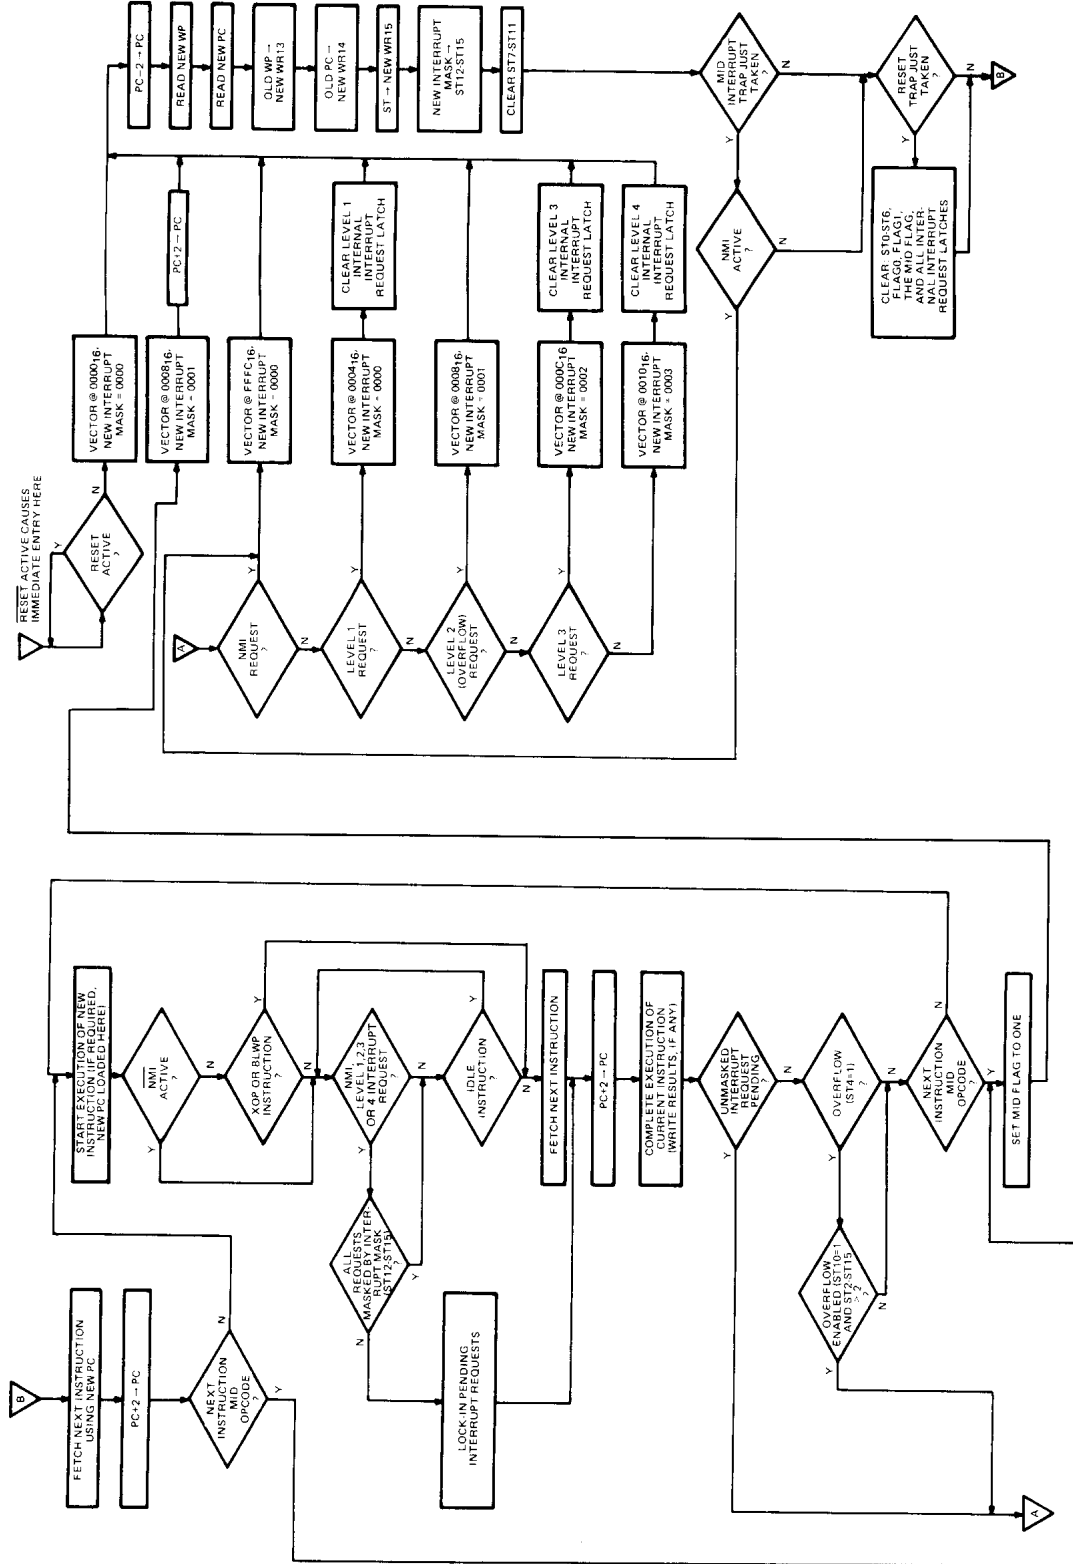 B
FETCH NEXT INSTRUCTION
USING NEW PC
PC+2 → PC
NEXT
INSTRUCTION
MID
OPCODE
?
N
Y
START EXECUTION OF NEW
INSTRUCTION (IF REQUIRED,
NEW PC LOADED HERE)
NMI
ACTIVE
?
Y
N
XOP OR BLWP
INSTRUCTION
?
Y
N
NMI,
LEVEL 1,2,3
OR 4 INTERRUPT
REQUEST
?
Y
N
ALL
REQUESTS
MASKED BY INTER-
RUPT MASK
(ST12-ST15)
?
N
Y
IDLE
INSTRUCTION
?
Y
N
LOCK-IN PENDING
INTERRUPT REQUESTS
FETCH NEXT INSTRUCTION
PC+2 → PC
COMPLETE EXECUTION OF
CURRENT INSTRUCTION
(WRITE RESULTS, IF ANY)
UNMASKED
INTERRUPT
REQUEST
PENDING
?
Y
N
OVERFLOW
(ST4=1)
?
Y
N
OVERFLOW
ENABLED (ST10=1
AND ST2-ST15
> 2
?
Y
N
NEXT
INSTRUCTION
MID
OPCODE
?
N
Y
SET MID FLAG TO ONE
A
RESET ACTIVE CAUSES
IMMEDIATE ENTRY HERE
RESET
ACTIVE
?
Y
N
VECTOR @ 000016.
NEW INTERRUPT
MASK = 0000
VECTOR @ 000816.
NEW INTERRUPT
MASK = 0001
PC+2 → PC
A
NMI
REQUEST
?
Y
N
VECTOR @ FFFC16.
NEW INTERRUPT
MASK = 0000
LEVEL 1
REQUEST
?
Y
N
VECTOR @ 000416.
NEW INTERRUPT
MASK = 0000
CLEAR LEVEL 1
INTERNAL
INTERRUPT
REQUEST LATCH
LEVEL 2
(OVERFLOW)
REQUEST
?
Y
N
VECTOR @ 000816.
NEW INTERRUPT
MASK =0001
LEVEL 3
REQUEST
?
Y
N
VECTOR @ 000C16
NEW INTERRUPT
MASK = 0002
CLEAR LEVEL 3
INTERNAL
INTERRUPT
REQUEST LATCH
VECTOR @ 001016.
NEW INTERRUPT
MASK = 0003
CLEAR LEVEL 4
INTERNAL
INTERRUPT
REQUEST LATCH
PC−2 → PC
READ NEW WP
READ NEW PC
OLD WP →
NEW WR13
OLD PC →
NEW WR14
ST → NEW WR15
NEW INTERRUPT
MASK →
ST12-ST15
CLEAR ST7-ST11
MID
INTERRUPT
TRAP JUST
TAKEN
?
Y
N
NMI
ACTIVE
?
Y
N
RESET
TRAP JUST
TAKEN
?
Y
N
CLEAR: ST0-ST6,
FLAG0, FLAG1,
THE MID FLAG,
AND ALL INTER-
NAL INTERRUPT
REQUEST LATCHES
B